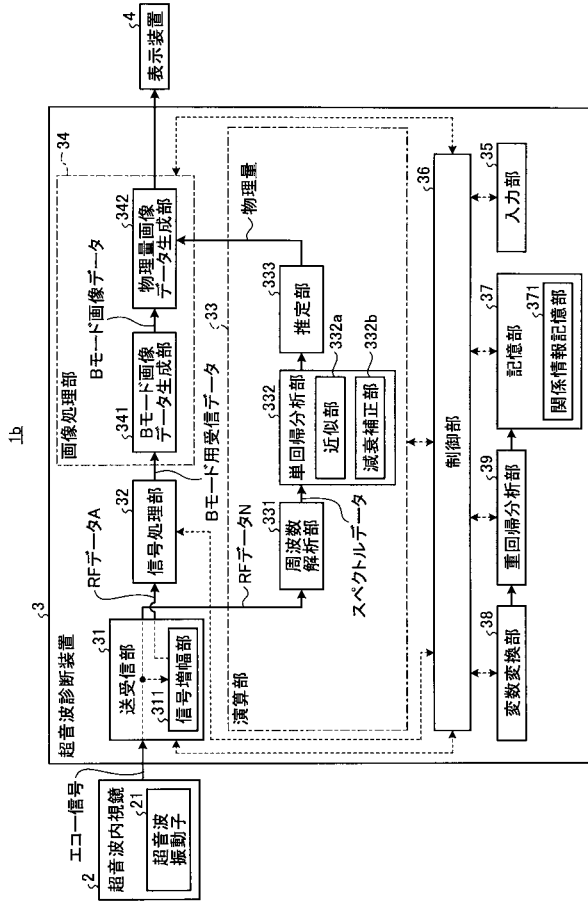 1b
3
超音波診断装置
エコー信号
2
超音波内視鏡
21
超音波
振動子
31
送受信部
311
信号増幅部
RFデータA
RFデータN
32
信号処理部
Bモード用受信データ
34
画像処理部
341
Bモード画像
データ生成部
Bモード画像データ
342
物理量画像
データ生成部
4
表示装置
33
演算部
331
周波数
解析部
スペクトルデータ
332
単回帰分析部
332a
近似部
332b
減衰補正部
333
推定部
物理量
36
制御部
38
変数変換部
39
重回帰分析部
37
記憶部
371
関係情報記憶部
35
入力部